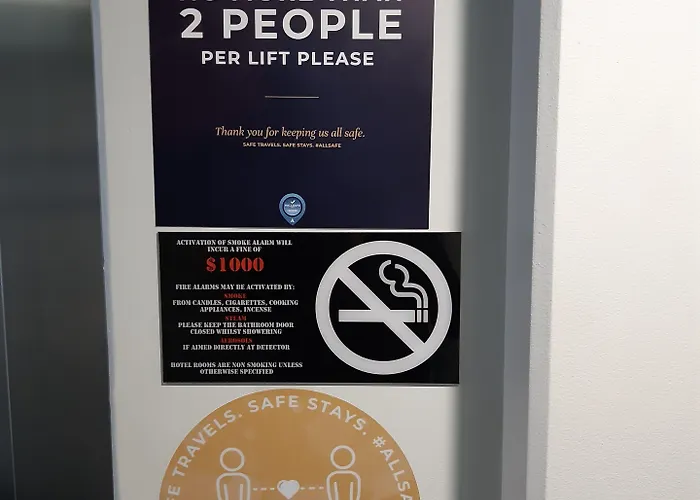 2 PEOPLE
PER LIFT PLEASE
Thank you for keeping us all safe.
SAFE TRAVELS. SAFE STAYS. #ALLSAFE
ACTIVATION OF SMOKE ALARM WILL
INCUR A FINE OF
$1000
FIRE ALARMS MAY BE ACTIVATED BY:
SMOKE
FROM CANDLES, CIGARETTES, COOKING
APPLIANCES, INCENSE
STEAM
PLEASE KEEP THE BATHROOM DOOR
CLOSED WHILST SHOWERING
AEROSOLS
IF AIMED DIRECTLY AT DETECTOR
HOTEL ROOMS ARE NON SMOKING UNLESS
OTHERWISE SPECIFIED
TRAVELS. SAFE STAYS.